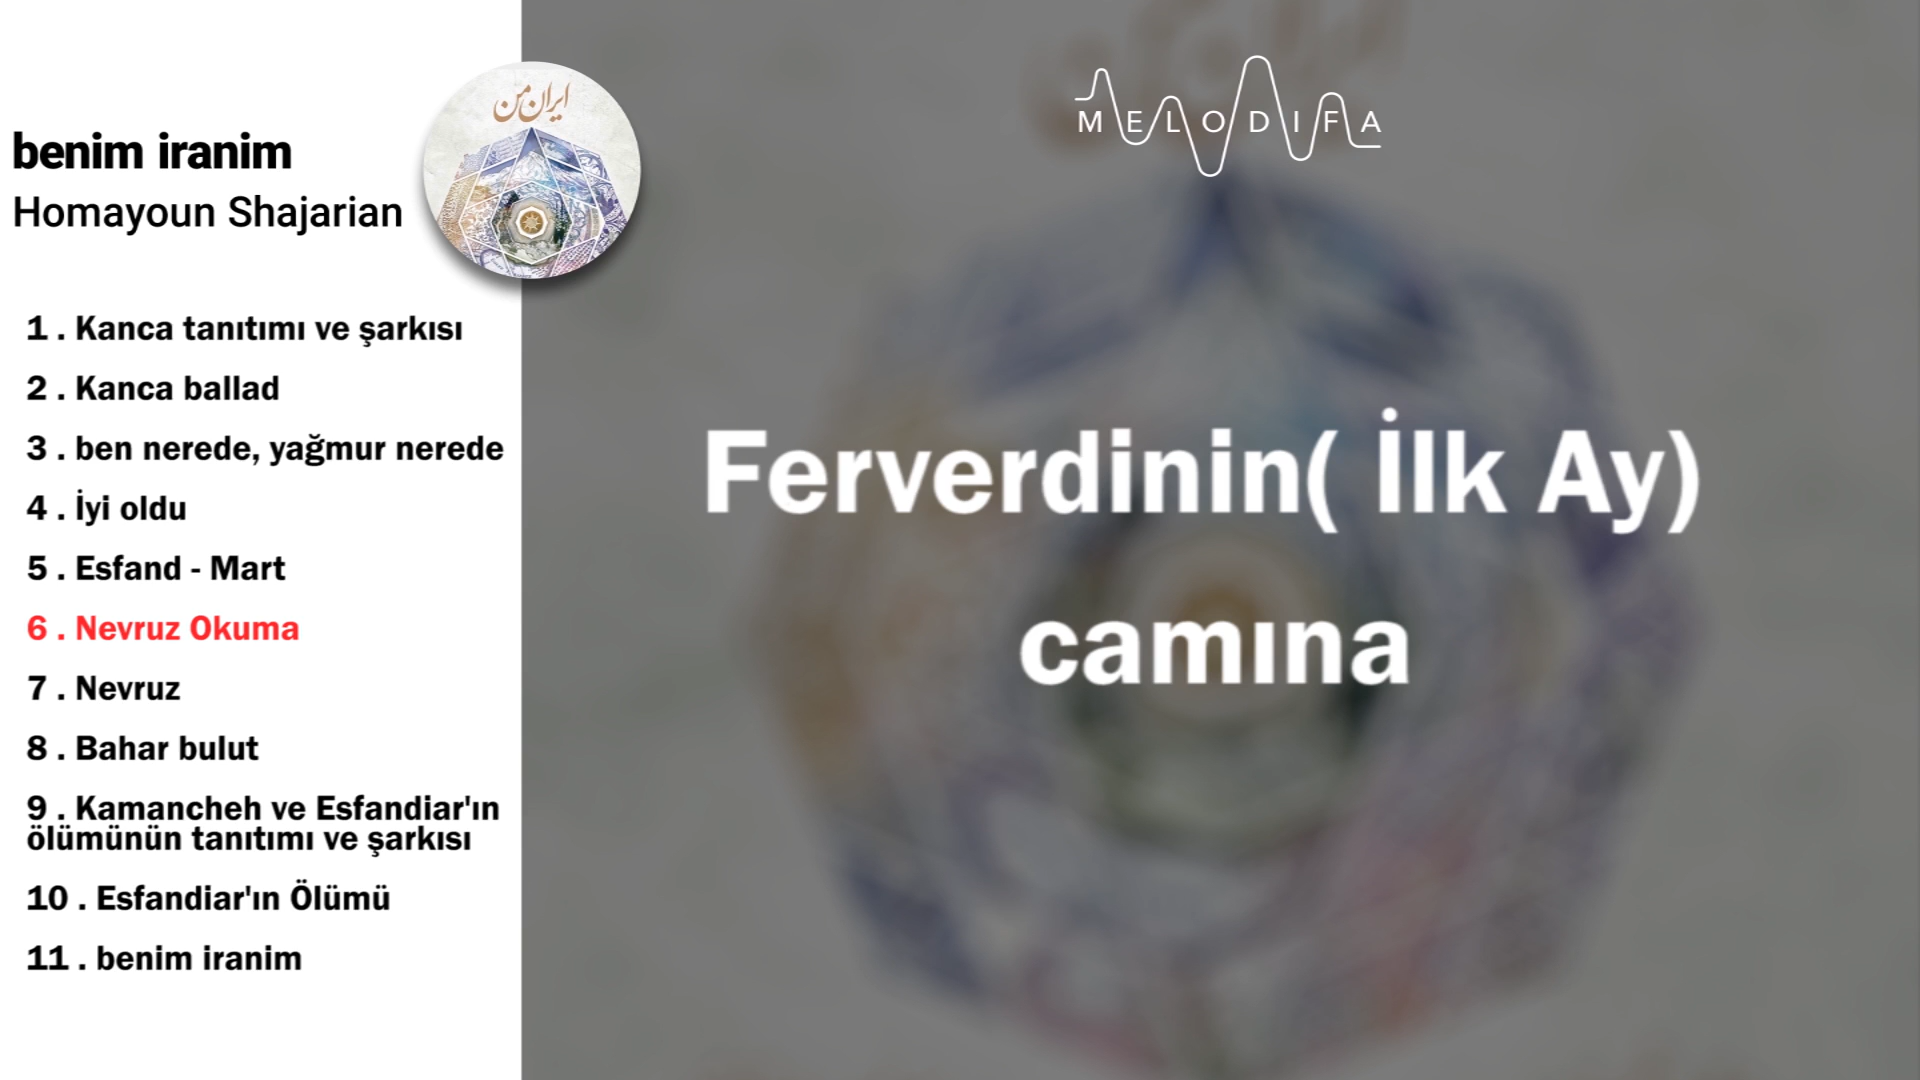 benim iranim
Homayoun Shajarian
ایران من
1 . Kanca tanıtımı ve şarkısı
2 . Kanca ballad
3 . ben nerede, yağmur nerede
4 . İyi oldu
5 . Esfand - Mart
6 . Nevruz Okuma
7 . Nevruz
8 . Bahar bulut
9 . Kamancheh ve Esfandiar'ın
ölümünün tanıtımı ve şarkısı
10 . Esfandiar'ın Ölümü
11 . benim iranim
MELODIFA
Ferverdinin( İlk Ay)
camına